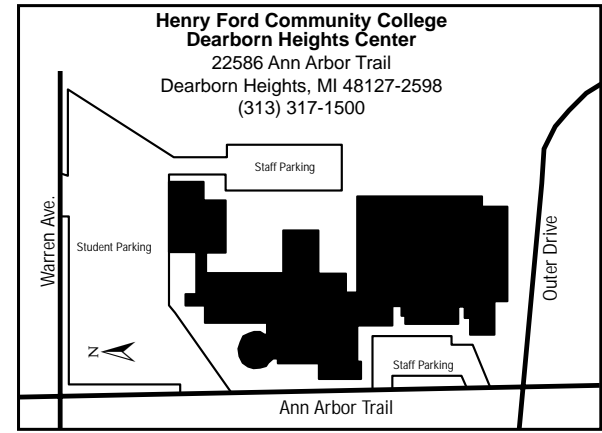 Henry Ford Community College
Dearborn Heights Center
22586 Ann Arbor Trail
Dearborn Heights, MI 48127-2598
(313) 317-1500
Staff Parking
Warren Ave.
Student Parking
Outer Drive
N
Staff Parking
Ann Arbor Trail